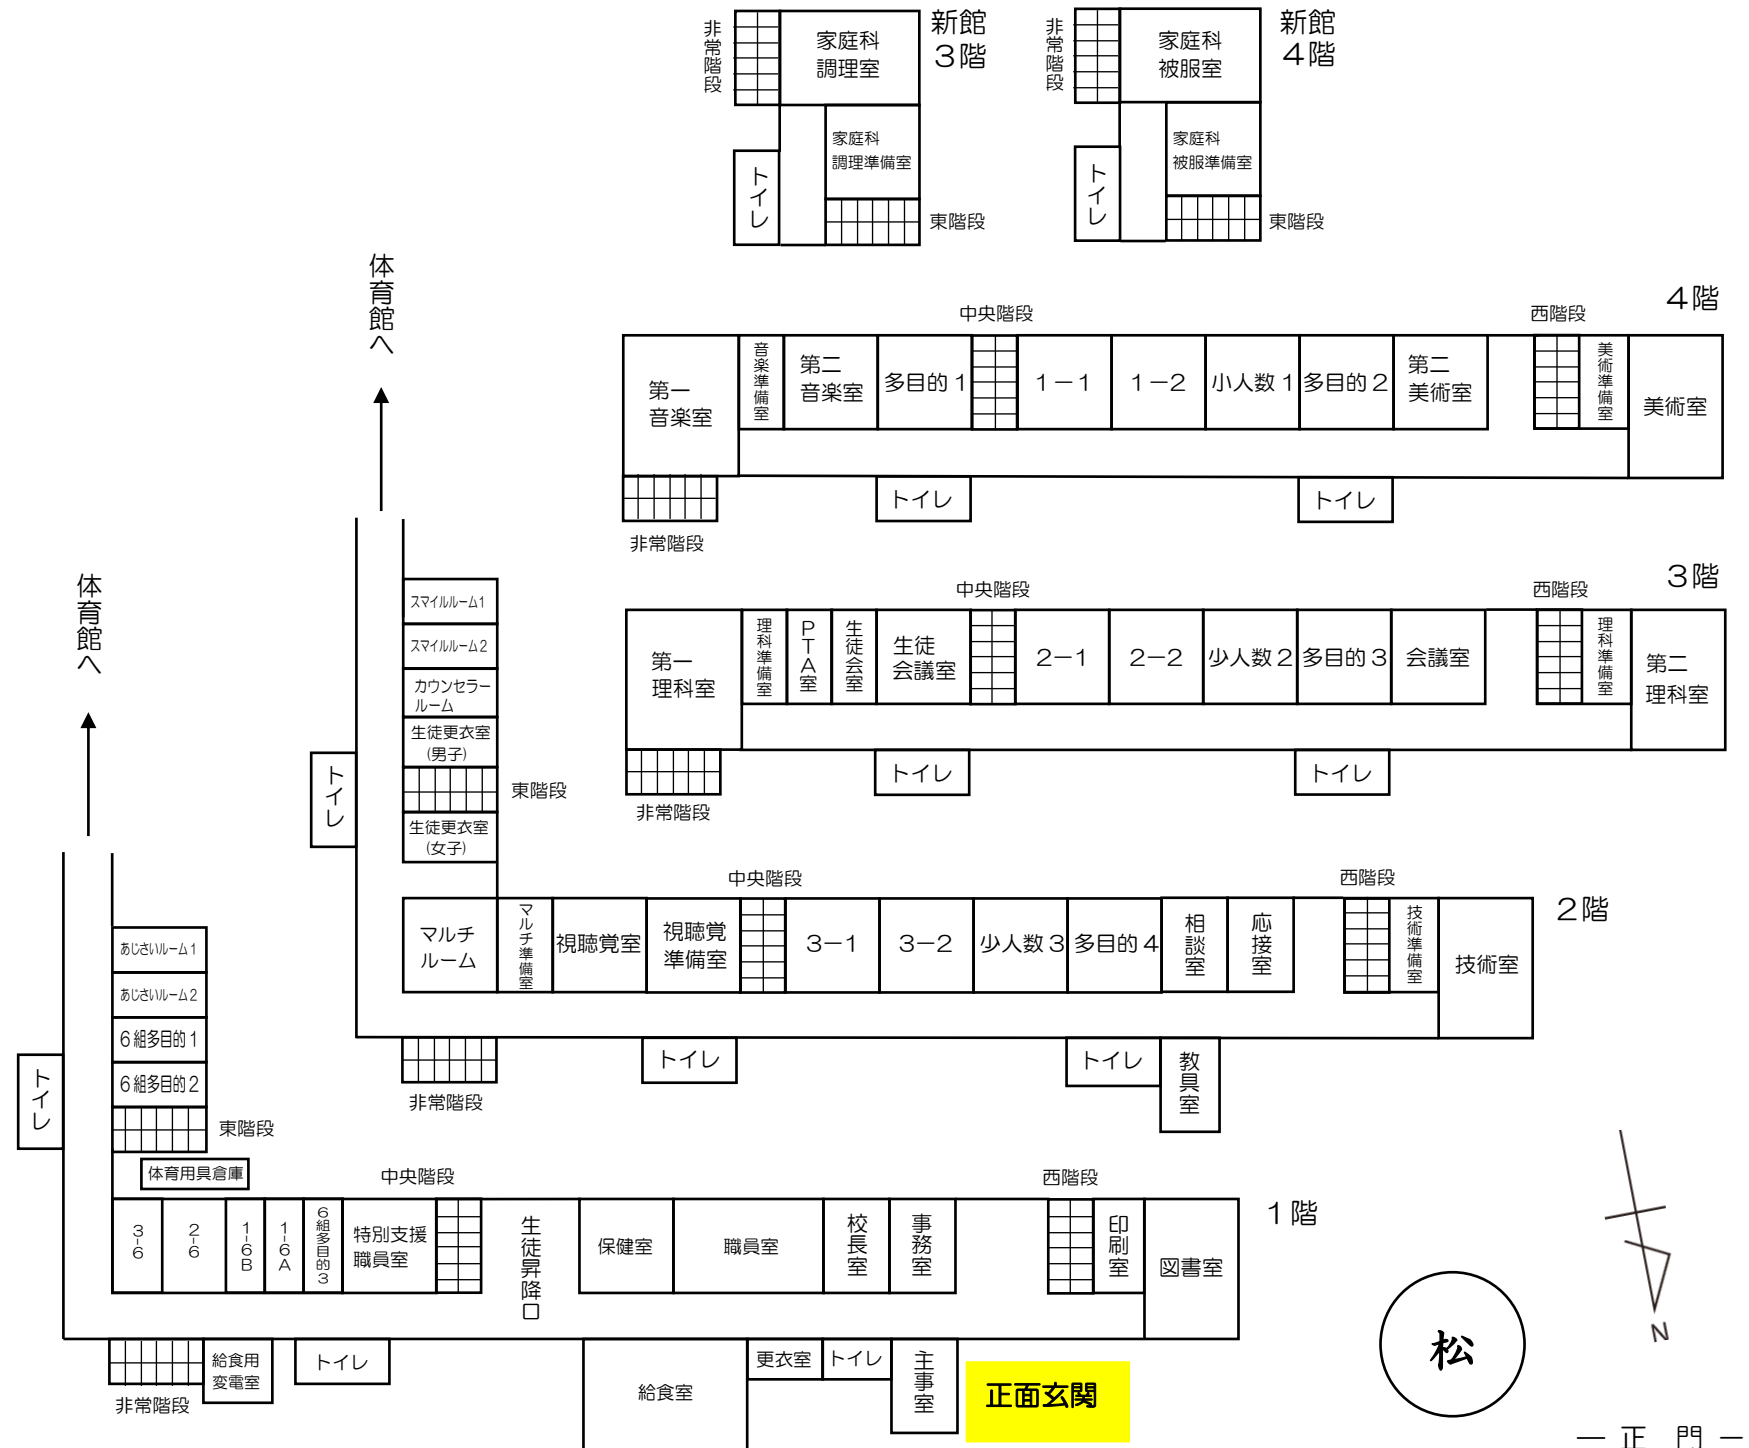 新館
3階
非常階段
家庭科
調理室
家庭科
調理準備室
トイレ
東階段
新館
4階
非常階段
家庭科
被服室
家庭科
被服準備室
トイレ
東階段
4階
中央階段
西階段
第一
音楽室
音楽準備室
第二
音楽室
多目的1
1-1
1-2
小人数1
多目的2
第二
美術室
美術準備室
美術室
トイレ
トイレ
非常階段
3階
中央階段
西階段
第一
理科室
理科準備室
PTA室
生徒会室
生徒
会議室
2-1
2-2
少人数2
多目的3
会議室
理科準備室
第二
理科室
トイレ
トイレ
非常階段
体育館へ
スマイルルーム1
スマイルルーム2
カウンセラー
ルーム
生徒更衣室
(男子)
東階段
生徒更衣室
(女子)
トイレ
2階
中央階段
西階段
マルチ
ルーム
マルチ準備室
視聴覚室
視聴覚
準備室
3-1
3-2
少人数3
多目的4
相談室
応接室
技術準備室
技術室
トイレ
トイレ
教具室
非常階段
体育館へ
あじさいルーム1
あじさいルーム2
6組多目的1
6組多目的2
東階段
トイレ
体育用具倉庫
1階
中央階段
西階段
3-6
2-6
1-6B
1-6A
6組多目的3
特別支援
職員室
生徒昇降口
保健室
職員室
校長室
事務室
印刷室
図書室
非常階段
給食用
変電室
トイレ
給食室
更衣室
トイレ
主事室
正面玄関
松
N
― 正 門 ―